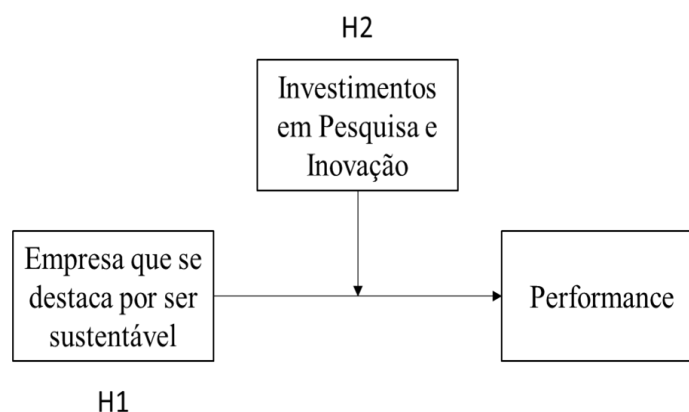 H2
Investimentos
em Pesquisa e
Inovação
Empresa que se
destaca por ser
sustentável
Performance
H1